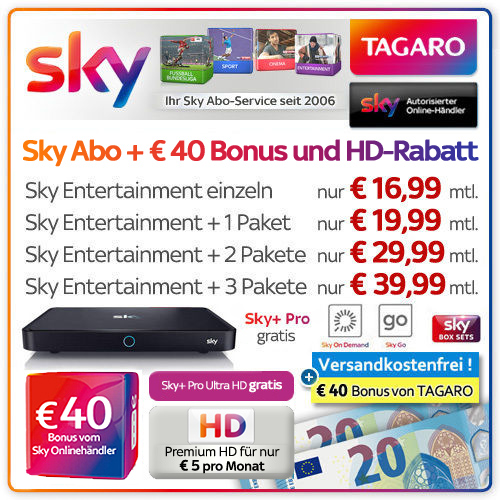 sky
FUSSBALL BUNDESLIGA
SPORT
CINEMA
ENTERTAINMENT
TAGARO
Ihr Sky Abo-Service seit 2006
sky
Autorisierter
Online-Händler
Sky Abo + € 40 Bonus und HD-Rabatt
Sky Entertainment einzeln nur € 16,99 mtl.
Sky Entertainment + 1 Paket nur € 19,99 mtl.
Sky Entertainment + 2 Pakete nur € 29,99 mtl.
Sky Entertainment + 3 Pakete nur € 39,99 mtl.
sky
sky
Sky+ Pro
gratis
Sky On Demand
go
Sky Go
sky
BOX SETS
Versandkostenfrei !
+ € 40 Bonus von TAGARO
€40
Bonus vom
Sky Onlinehändler
Sky+ Pro Ultra HD gratis
HD
Premium HD für nur
€ 5 pro Monat
20
20